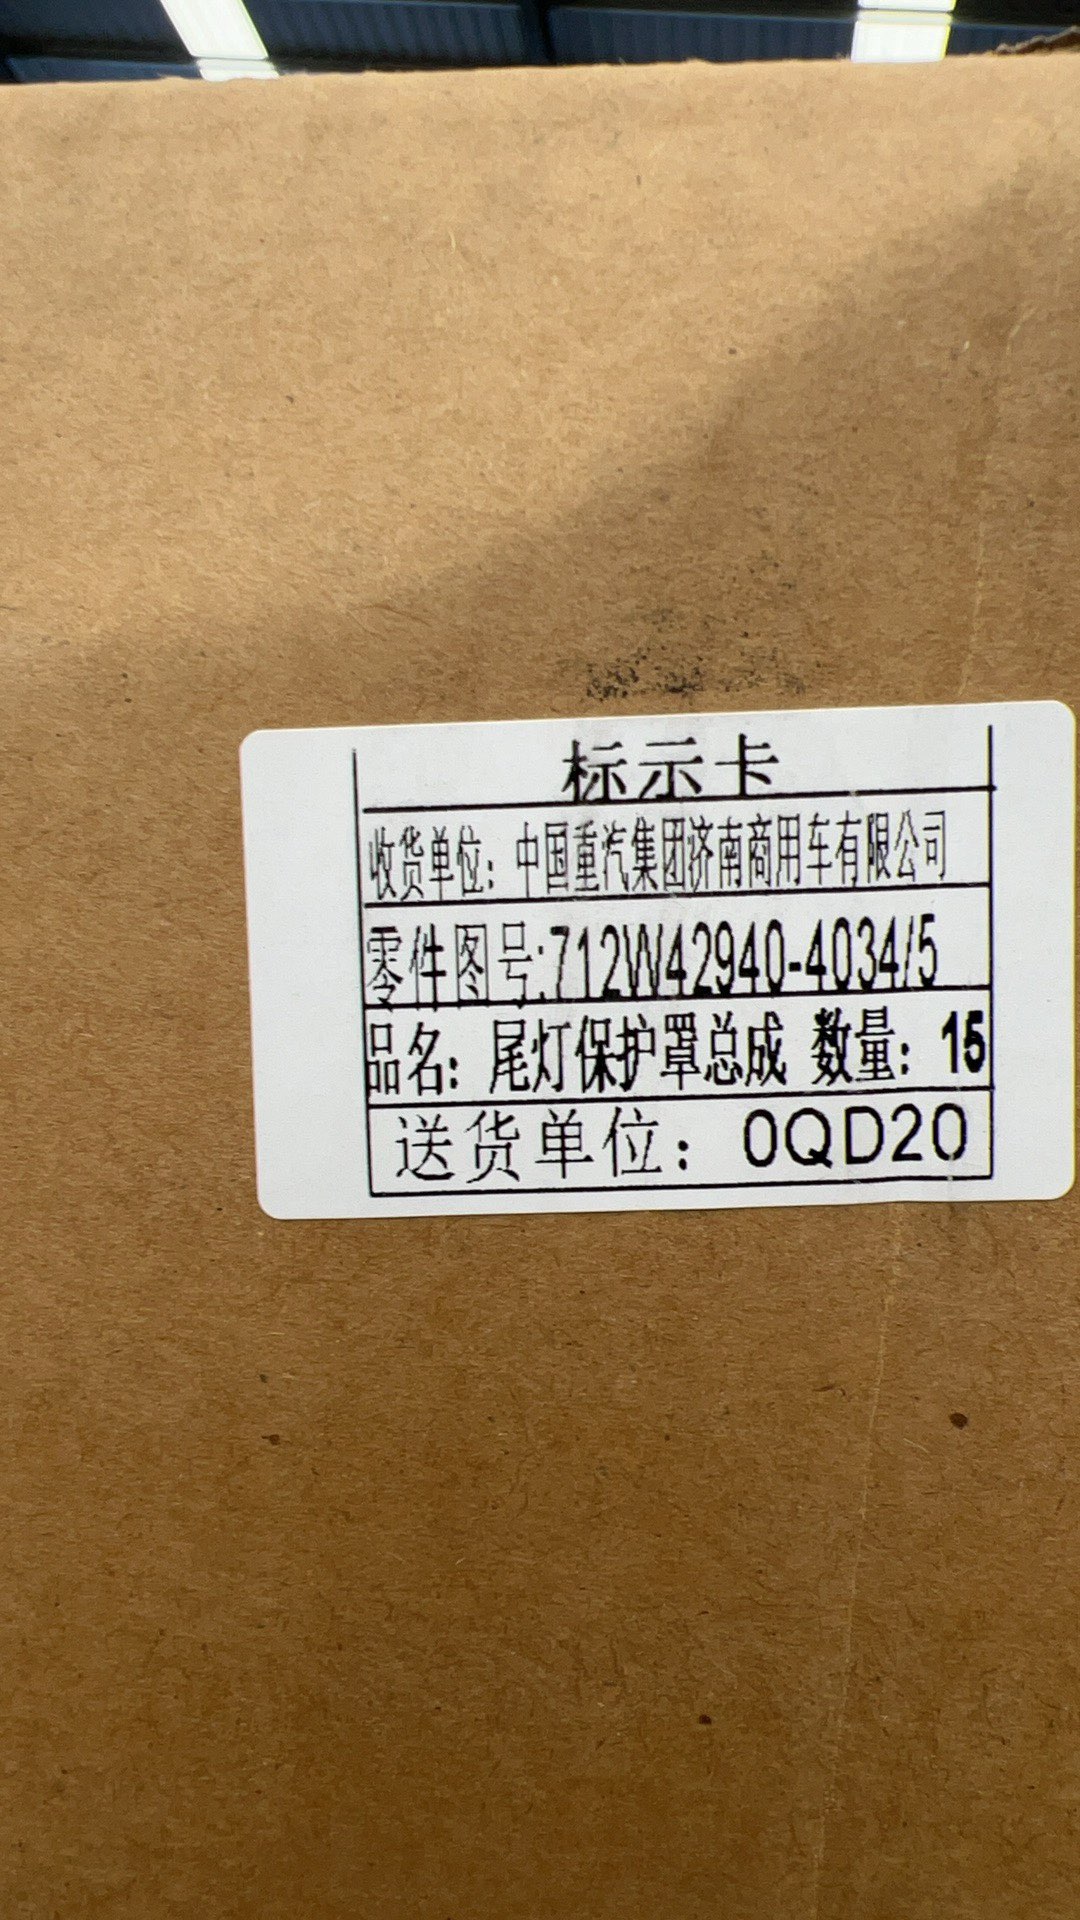 标示卡
收货单位：中国重汽集团济南商用车有限公司
零件图号:712W42940-4034/5
品名：尾灯保护罩总成 数量：15
送货单位：0QD20